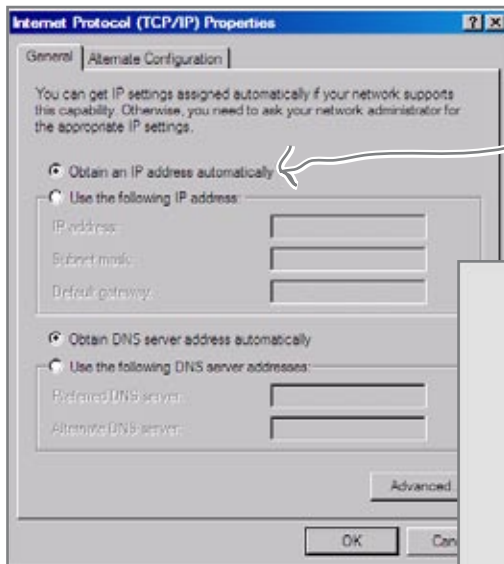 Internet Protocol (TCP/IP) Properties
General
Alternate Configuration
You can get IP settings assigned automatically if your network supports
this capability. Otherwise, you need to ask your network administrator for
the appropriate IP settings.
Obtain an IP address automatically
Use the following IP address:
IP address:
Subnet mask:
Default gateway:
Obtain DNS server address automatically
Use the following DNS server addresses:
Preferred DNS server:
Alternate DNS server:
Advanced.
OK
Can